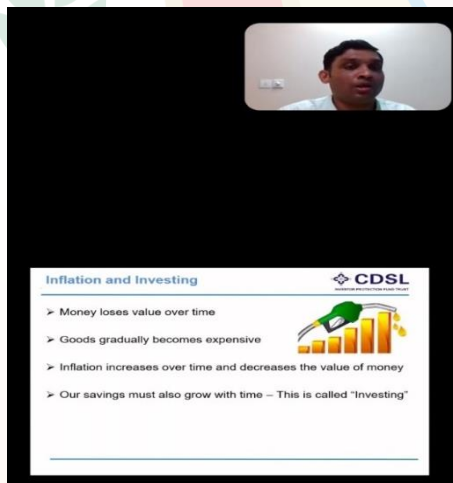 Inflation and Investing
CDSL
INVESTOR PROTECTION FUND TRUST
➤ Money loses value over time
➤ Goods gradually becomes expensive
➤ Inflation increases over time and decreases the value of money
➤ Our savings must also grow with time – This is called “Investing”